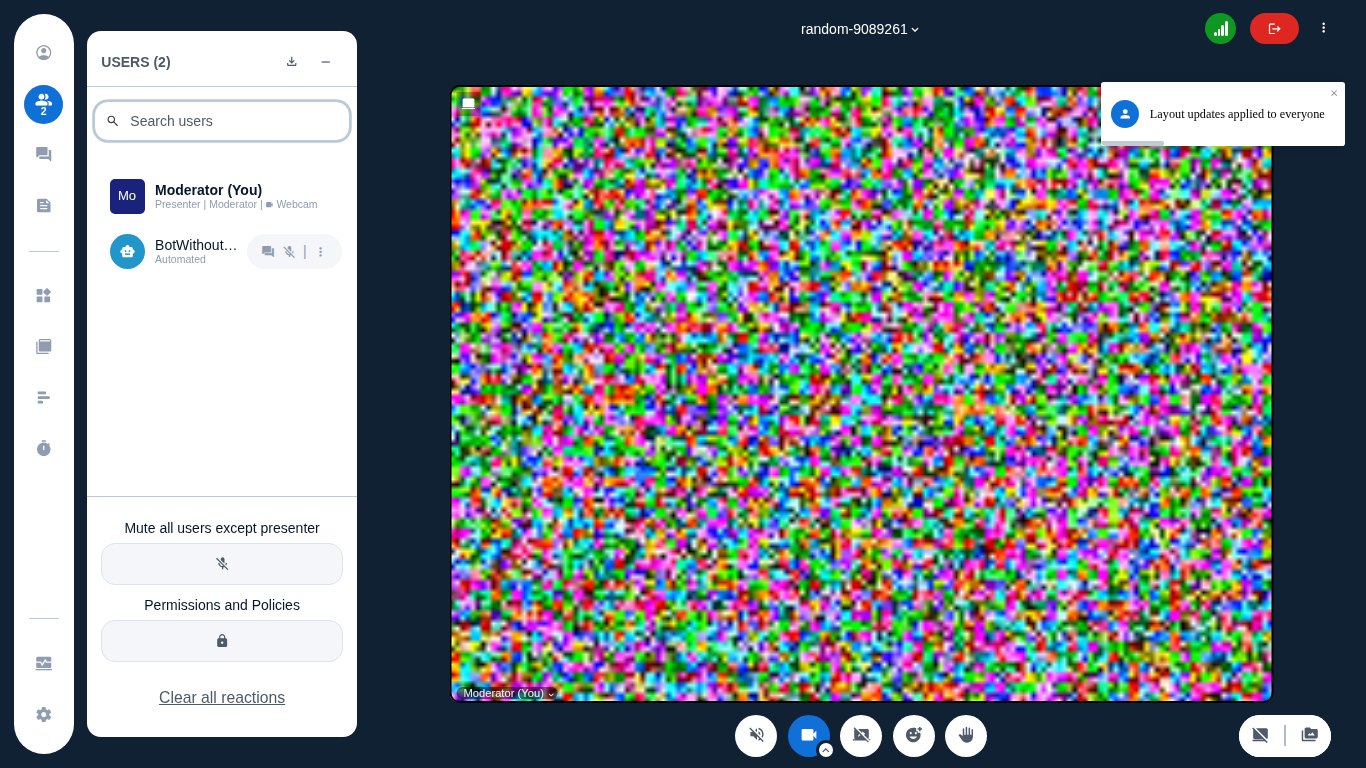 random-9089261
USERS (2)
2
Search users
Layout updates applied to everyone
Mo
Moderator (You)
Presenter | Moderator | Webcam
BotWithout…
Automated
Mute all users except presenter
Permissions and Policies
Clear all reactions
Moderator (You)